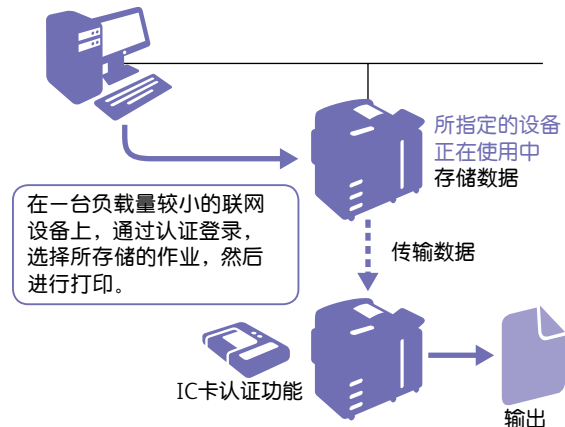 所指定的设备
正在使用中
存储数据
在一台负载量较小的联网
设备上，通过认证登录，
选择所存储的作业，然后
进行打印。
传输数据
IC卡认证功能
输出